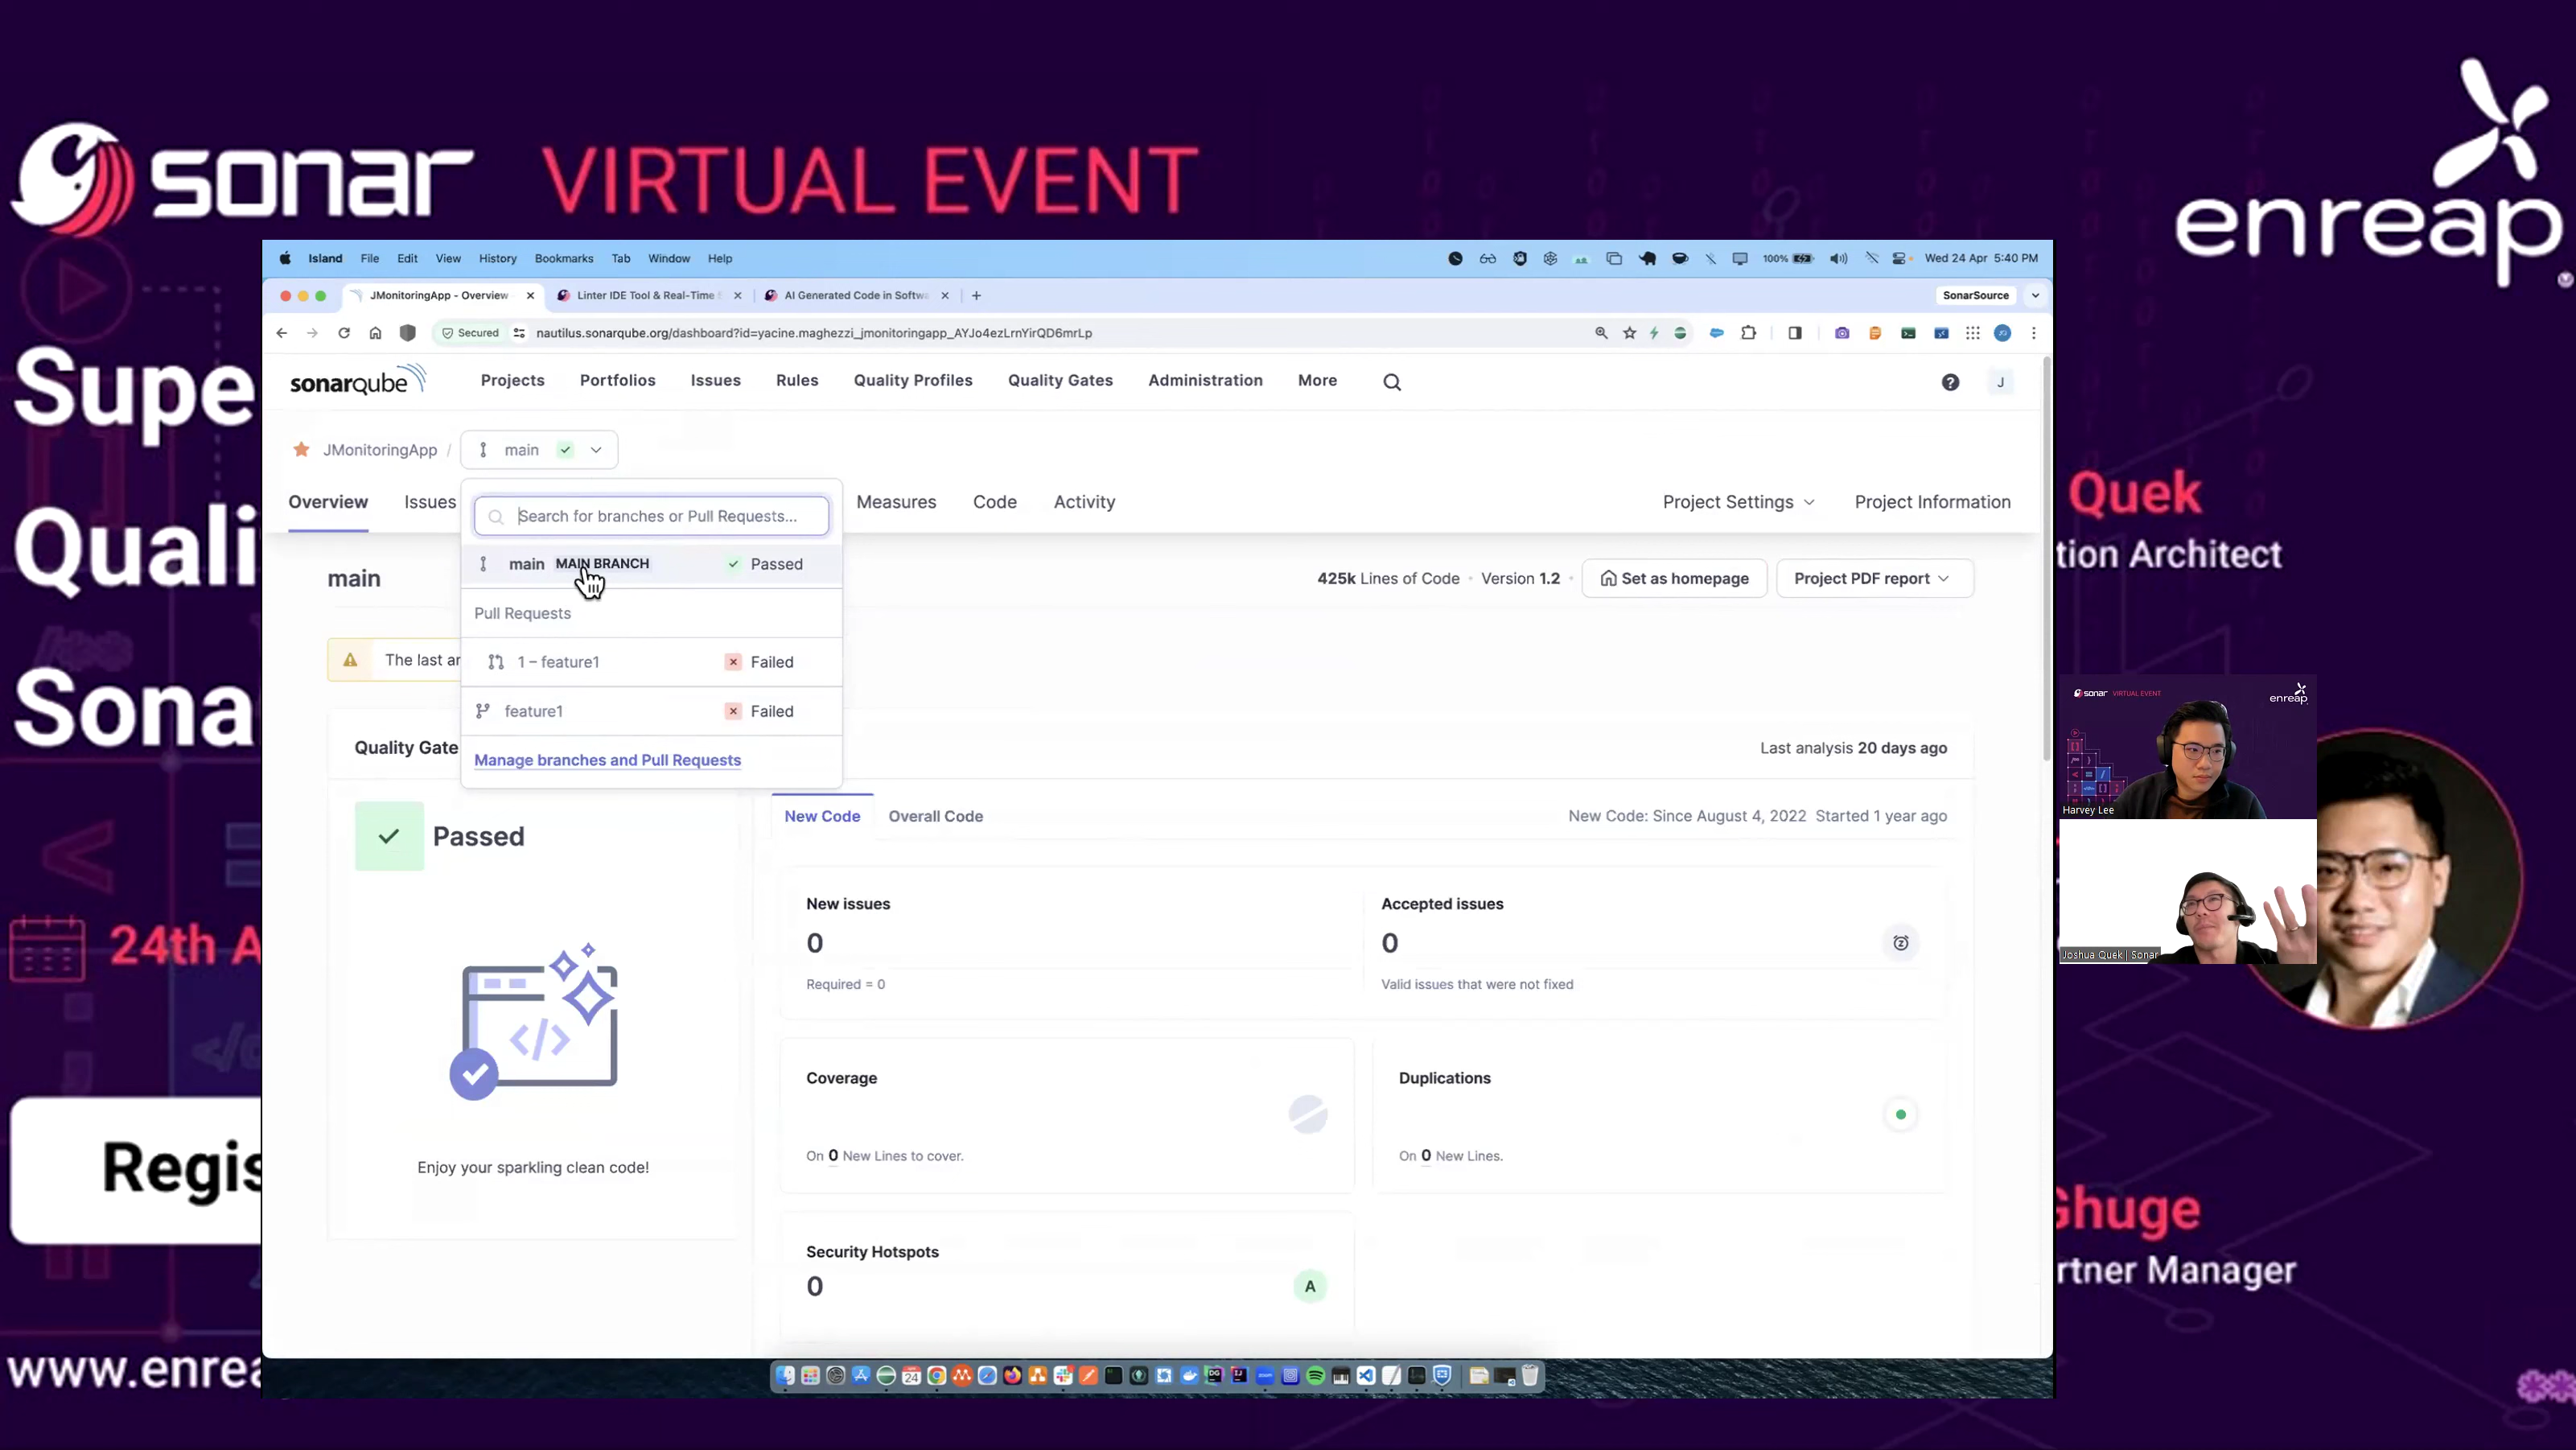 sonar VIRTUAL EVENT
enreap
Supe
Quali
Sona
24th A
Regis
www.enrea
Island File Edit View History Bookmarks Tab Window Help
100% Wed 24 Apr 5:40 PM
JMonitoringApp - Overview
Linter IDE Tool & Real-Time S
AI Generated Code in Softwa
SonarSource
Secured
nautilus.sonarqube.org/dashboard?id=yacine.maghezzi_jmonitoringapp_AYJo4ezLrnYirQD6mrLp
sonarqube Projects Portfolios Issues Rules Quality Profiles Quality Gates Administration More
J
JMonitoringApp / main
Overview Issues Measures Code Activity Project Settings Project Information
Search for branches or Pull Requests...
main MAIN BRANCH Passed
Pull Requests
1 – feature1 Failed
feature1 Failed
Manage branches and Pull Requests
main
425k Lines of Code • Version 1.2 • Set as homepage Project PDF report
The last an
Quality Gate
Last analysis 20 days ago
Passed
Enjoy your sparkling clean code!
New Code Overall Code
New Code: Since August 4, 2022 Started 1 year ago
New issues
0
Required = 0
Accepted issues
0
Valid issues that were not fixed
Coverage
On 0 New Lines to cover.
Duplications
On 0 New Lines.
Security Hotspots
0
A
24
zoom
Quek
tion Architect
sonar VIRTUAL EVENT
enreap
Harvey Lee
Joshua Quek | Sonar
Ghuge
rtner Manager